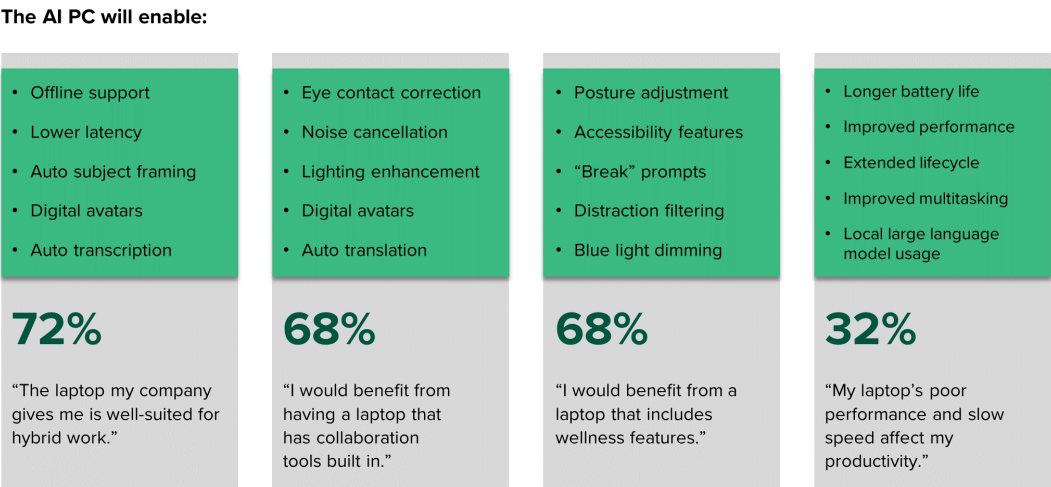 The AI PC will enable:
• Offline support
• Lower latency
• Auto subject framing
• Digital avatars
• Auto transcription
72%
“The laptop my company
gives me is well-suited for
hybrid work.”
• Eye contact correction
• Noise cancellation
• Lighting enhancement
• Digital avatars
• Auto translation
68%
“I would benefit from
having a laptop that
has collaboration
tools built in.”
• Posture adjustment
• Accessibility features
• “Break” prompts
• Distraction filtering
• Blue light dimming
68%
“I would benefit from a
laptop that includes
wellness features.”
• Longer battery life
• Improved performance
• Extended lifecycle
• Improved multitasking
• Local large language
model usage
32%
“My laptop’s poor
performance and slow
speed affect my
productivity.”